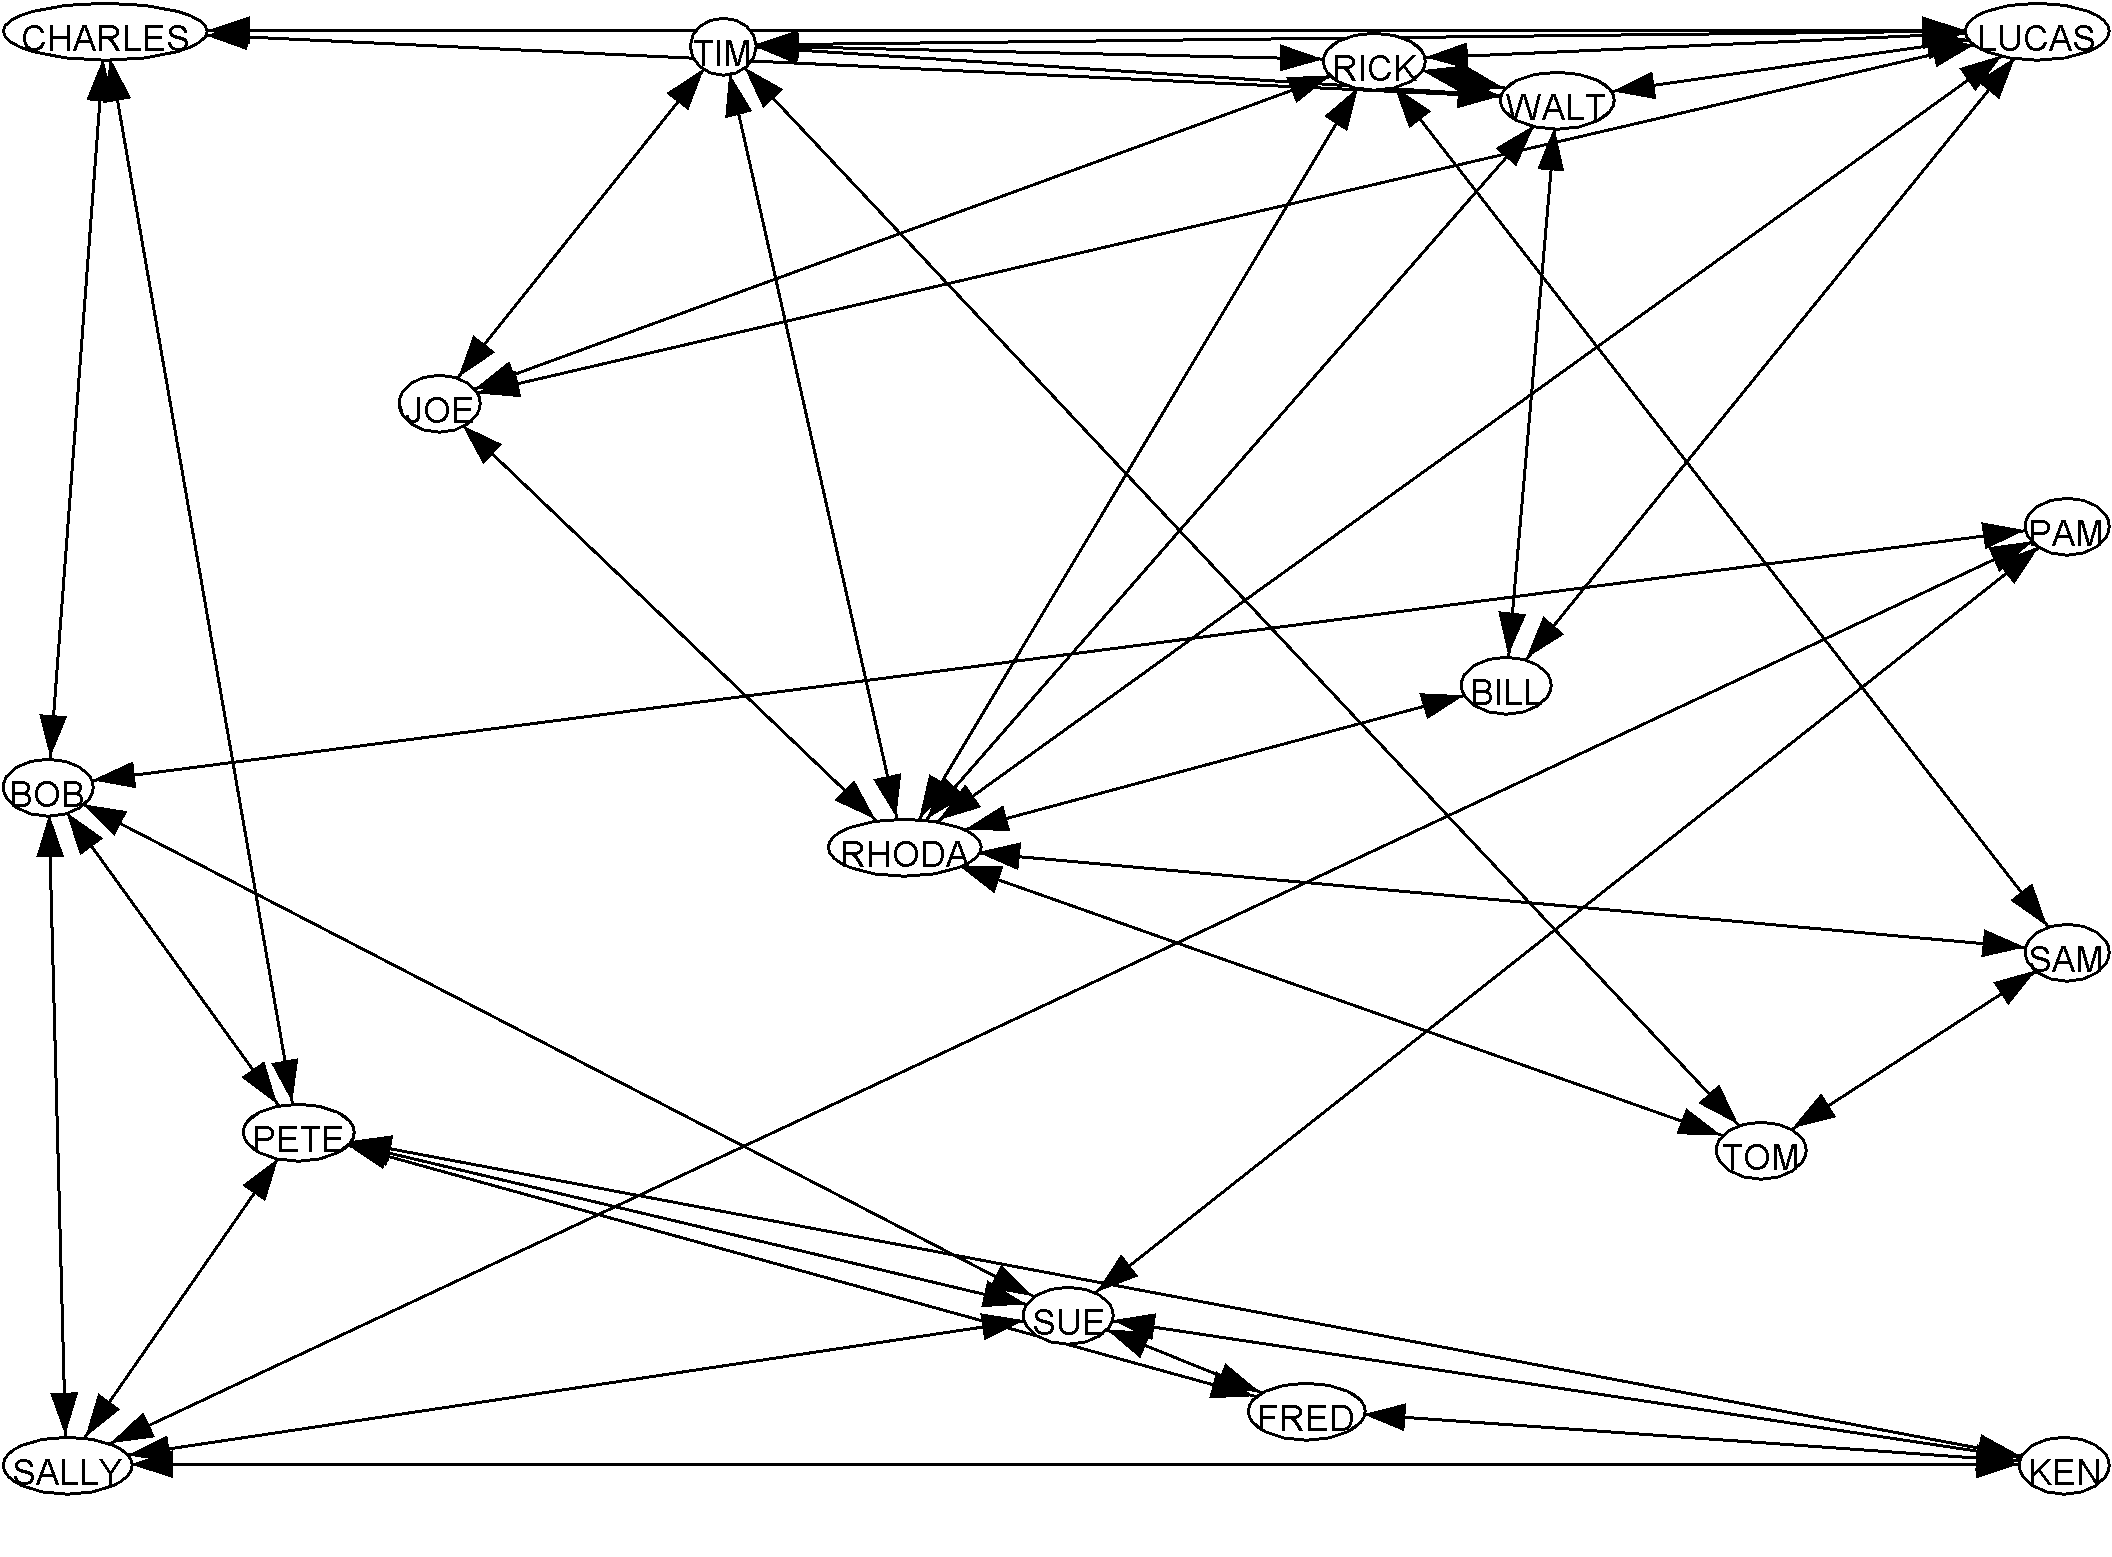 CHARLES
TIM
RICK
LUCAS
WALT
JOE
PAM
BILL
BOB
RHODA
SAM
PETE
TOM
SUE
FRED
SALLY
KEN